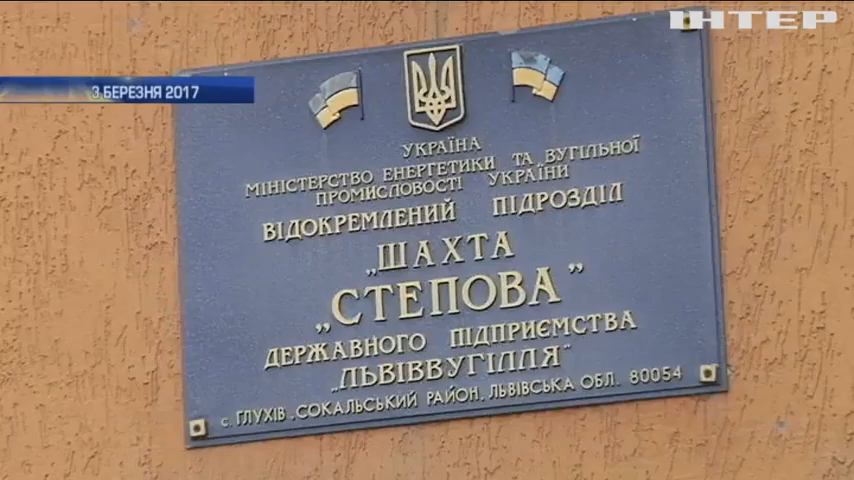 ІНТЕР
3 БЕРЕЗНЯ 2017
УКРАЇНА
МІНІСТЕРСТВО ЕНЕРГЕТИКИ ТА ВУГІЛЬНОЇ
ПРОМИСЛОВОСТІ УКРАЇНИ
ВІДОКРЕМЛЕНИЙ ПІДРОЗДІЛ
„ШАХТА
„СТЕПОВА”
ДЕРЖАВНОГО ПІДПРИЄМСТВА
„ЛЬВІВВУГІЛЛЯ”
с. ГЛУХІВ, СОКАЛЬСЬКИЙ РАЙОН, ЛЬВІВСЬКА ОБЛ. 80054